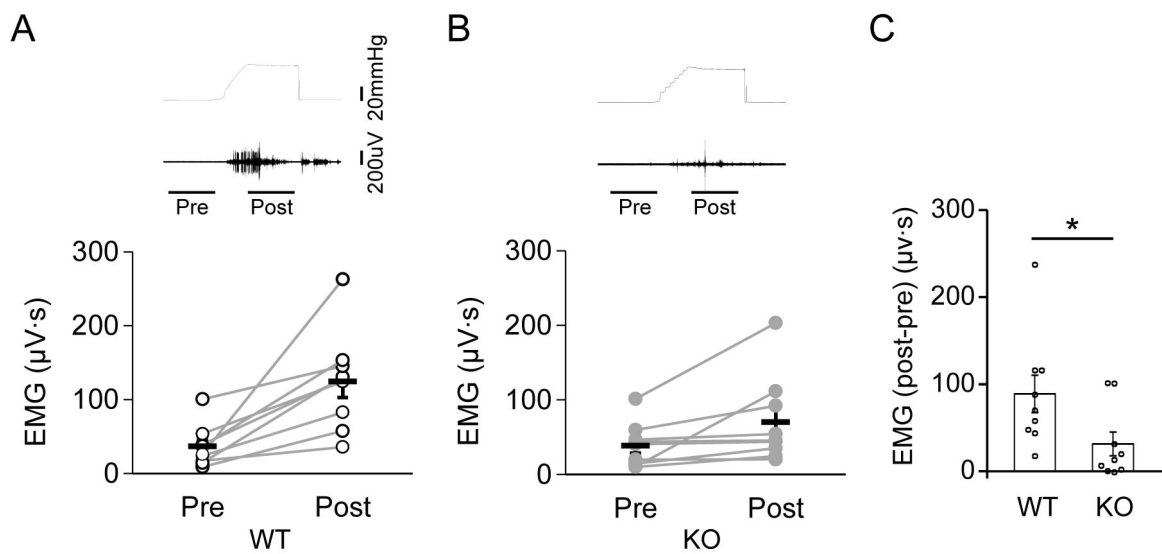 A
20mmHg
200uV
Pre Post
300
200
100
0
EMG (µV·s)
Pre Post
WT
B
Pre Post
300
200
100
0
EMG (µV·s)
Pre Post
KO
C
300
200
100
0
EMG (post-pre) (µv·s)
*
WT KO